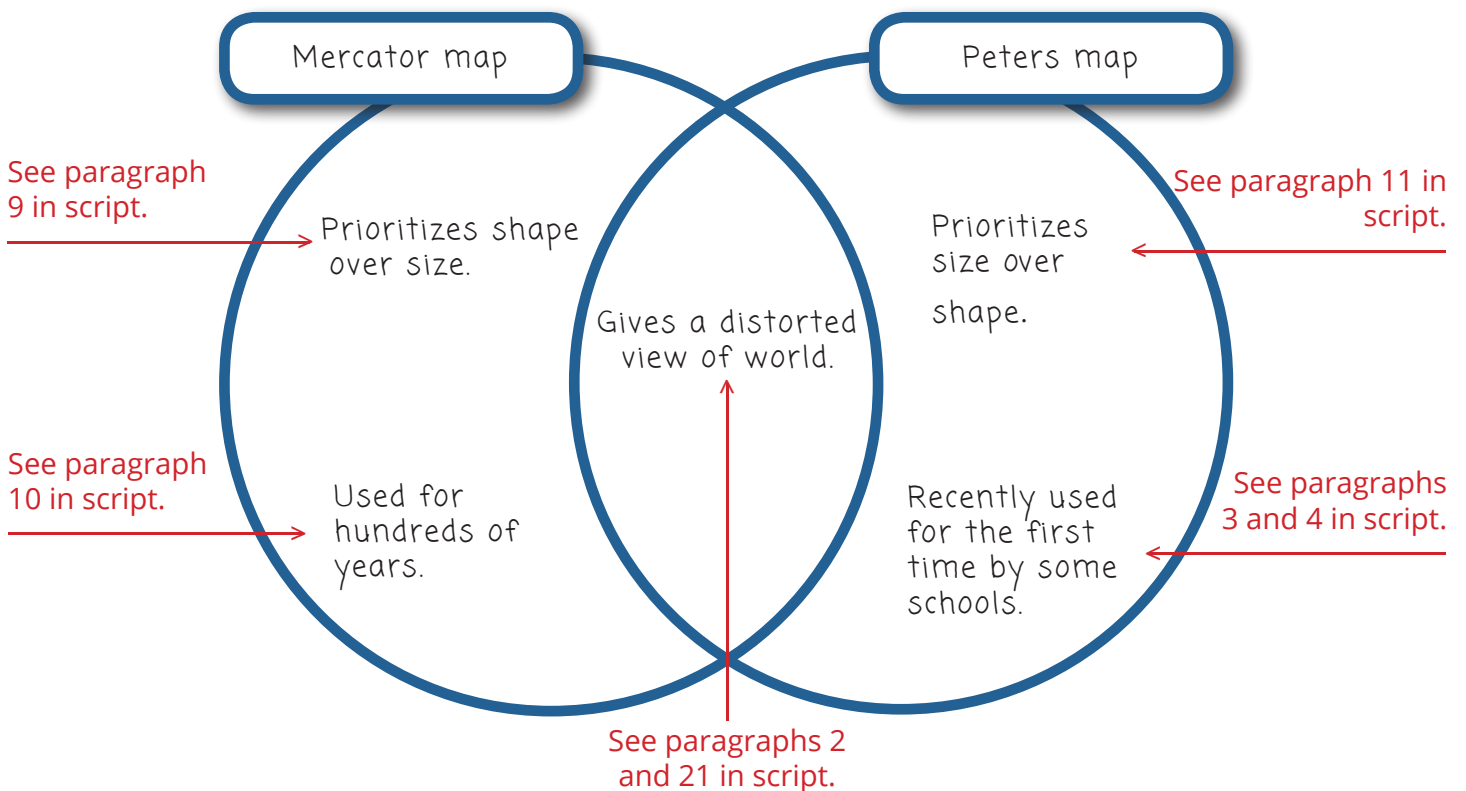 Mercator map
Peters map
See paragraph
9 in script.
Prioritizes shape
over size.
See paragraph 11 in
script.
Prioritizes
size over
shape.
Gives a distorted
view of world.
See paragraph
10 in script.
Used for
hundreds of
years.
See paragraphs
3 and 4 in script.
Recently used
for the first
time by some
schools.
See paragraphs 2
and 21 in script.